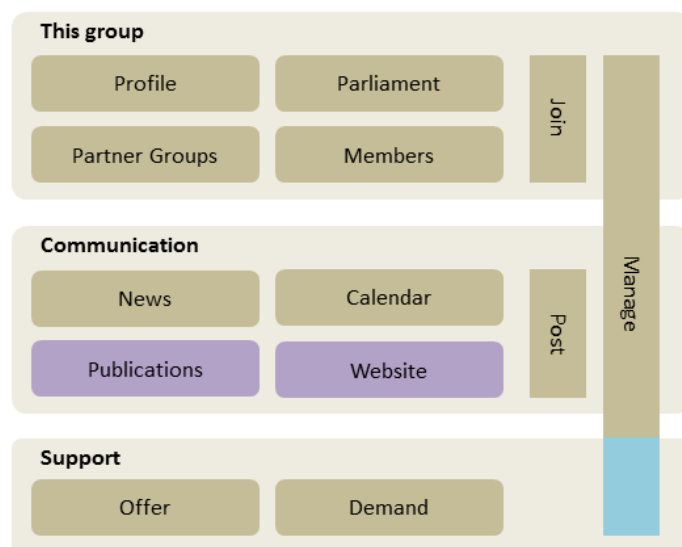 This group
Profile
Parliament
Partner Groups
Members
Join
Manage
Communication
News
Calendar
Publications
Website
Post
Support
Offer
Demand